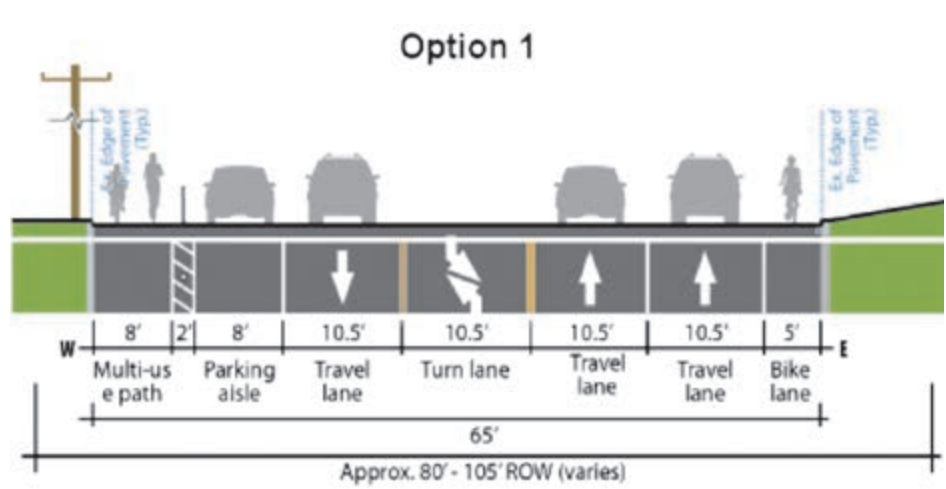 Option 1
Ex. Edge of
Pavement
(Typ.)
Ex. Edge of
Pavement
(Typ.)
W 8' 2' 8' 10.5' 10.5' 10.5' 10.5' 5' E
Multi-us
e path
Parking
aisle
Travel
lane
Turn lane
Travel
lane
Travel
lane
Bike
lane
65'
Approx. 80' - 105' ROW (varies)